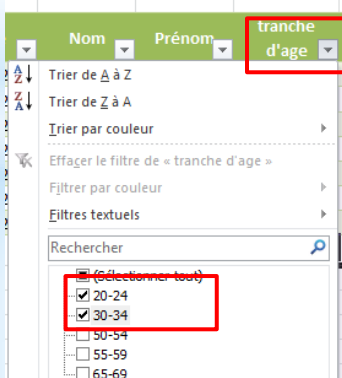 Nom Prénom tranche d'age
Trier de A à Z
Trier de Z à A
Trier par couleur
Effacer le filtre de « tranche d'age »
Filtrer par couleur
Filtres textuels
Rechercher
(Sélectionner tout)
20-24
30-34
50-54
55-59
65-69